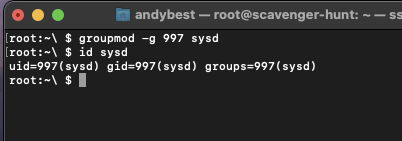 andybest — root@scavenger-hunt: ~ — ss
[root:~\ $ groupmod -g 997 sysd
[root:~\ $ id sysd
uid=997(sysd) gid=997(sysd) groups=997(sysd)
root:~\ $